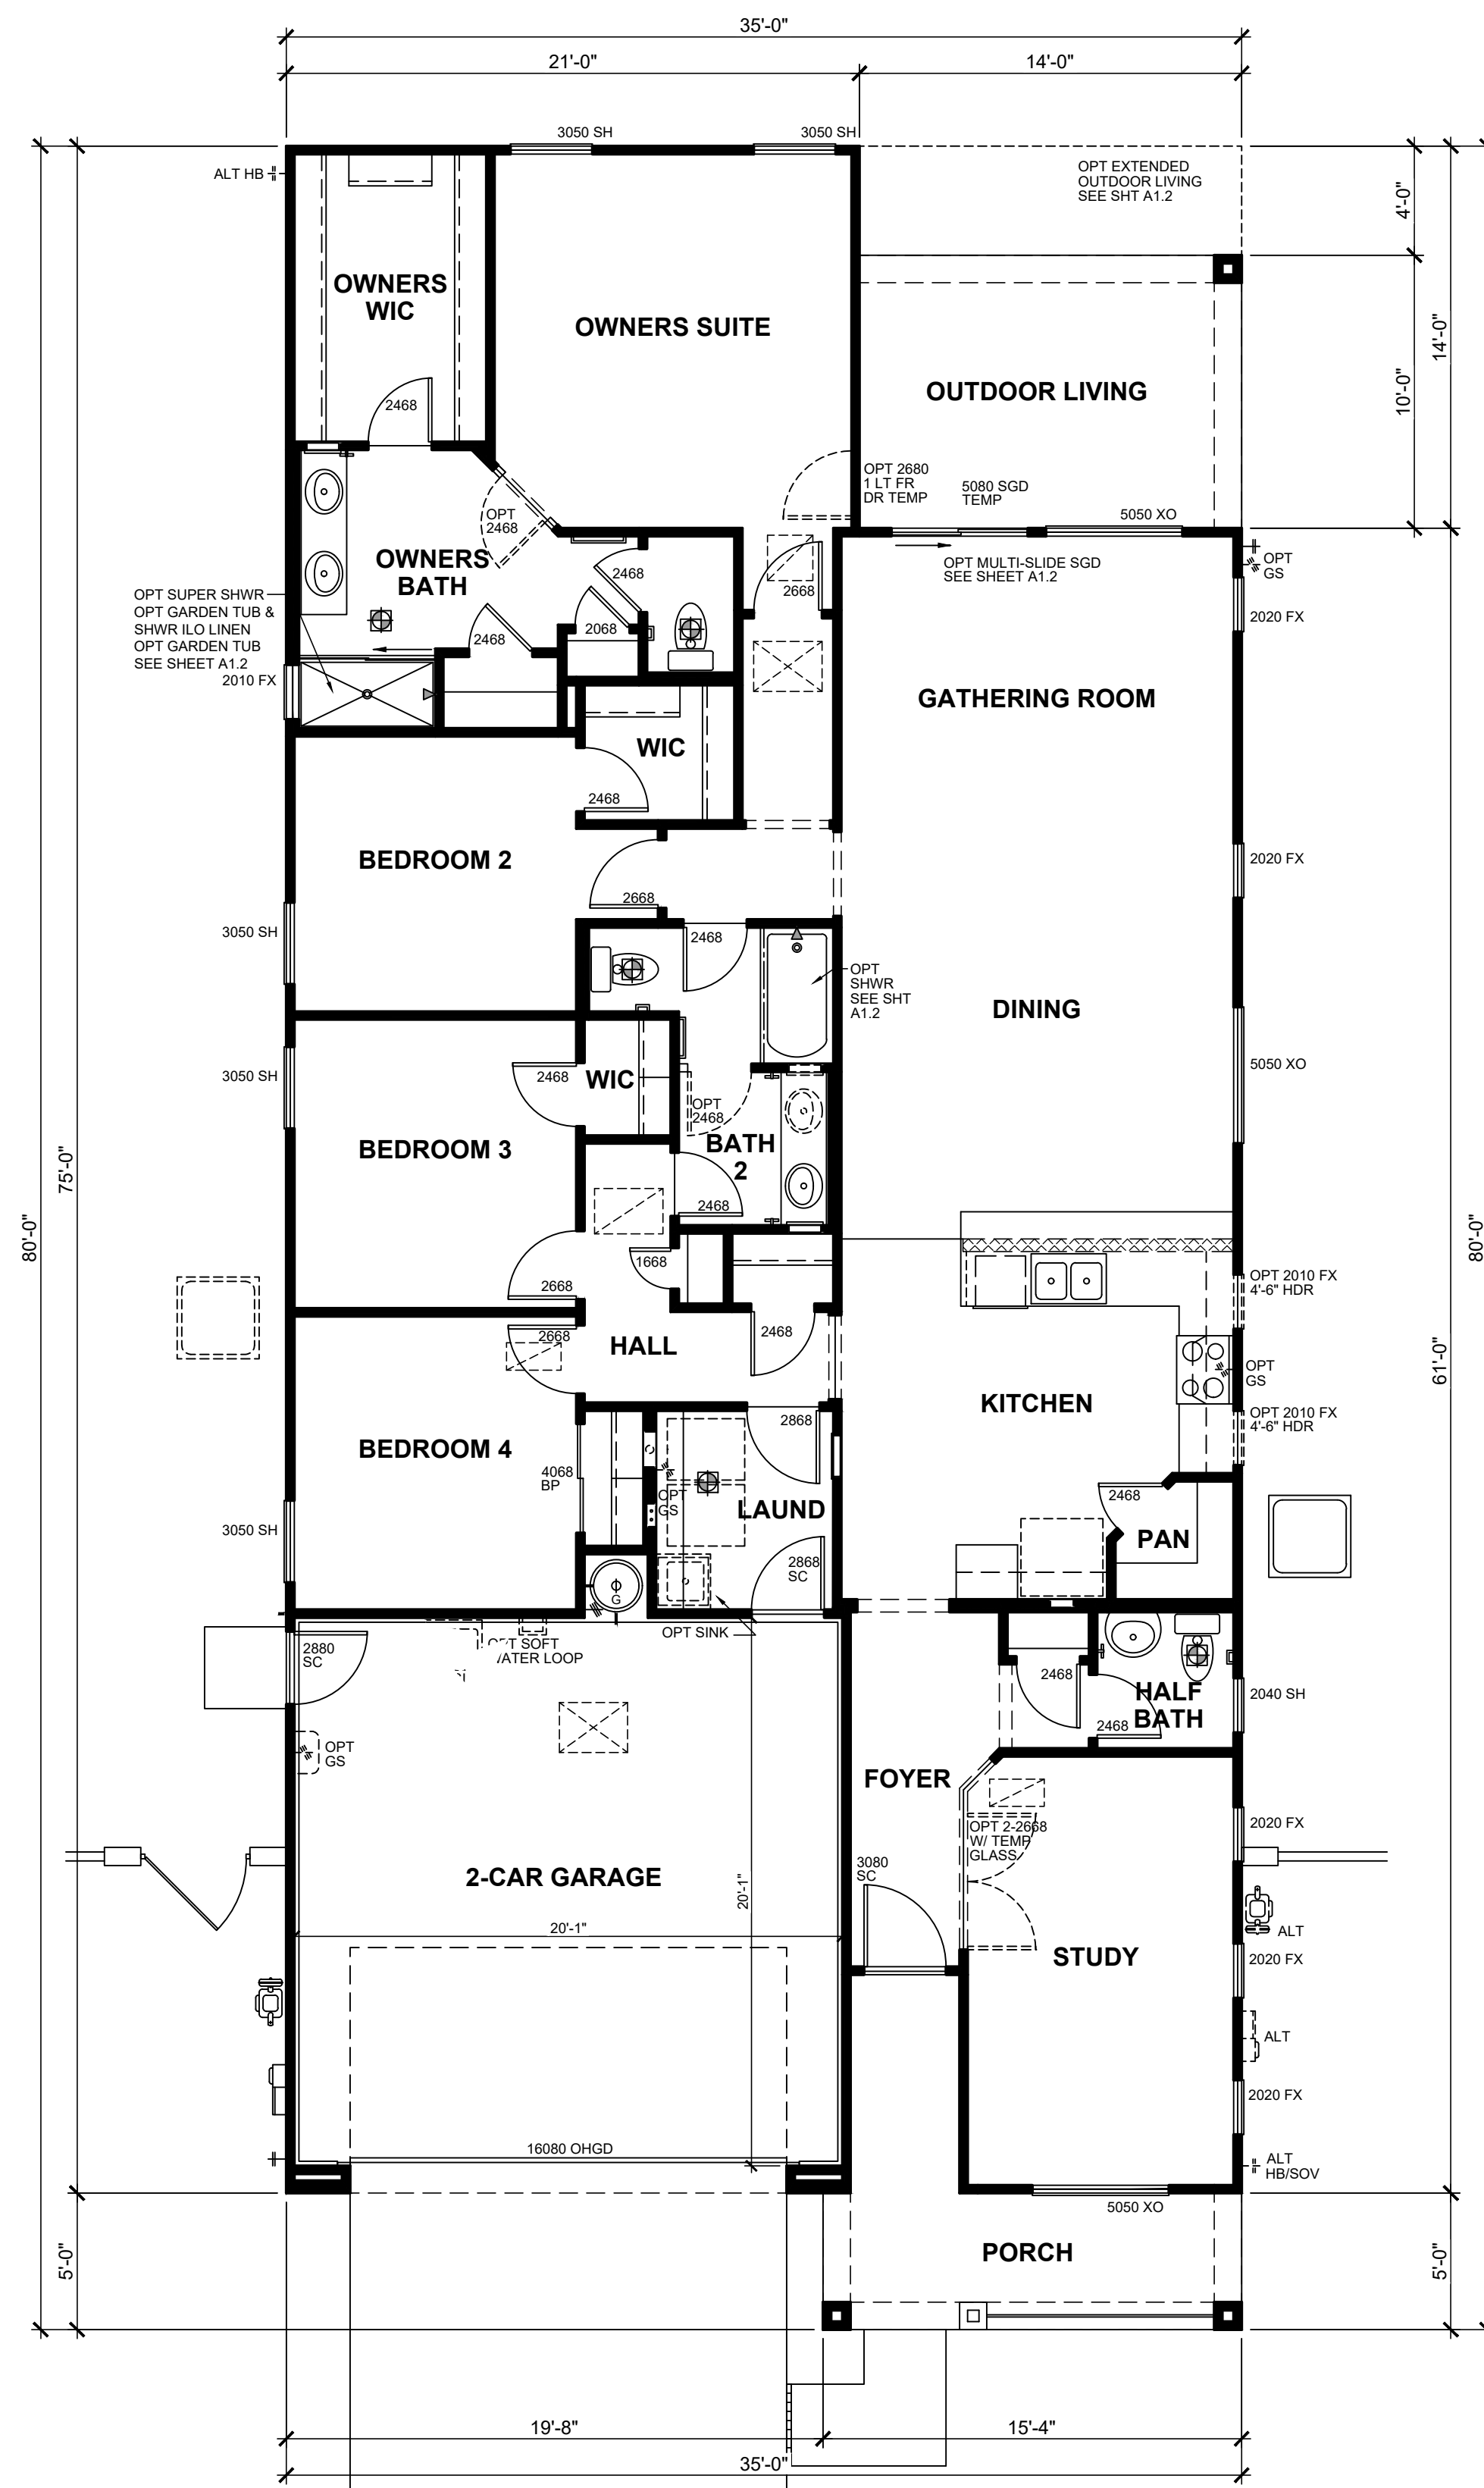 35'-0"
21'-0"
14'-0"
3050 SH
3050 SH
ALT HB
OPT EXTENDED
OUTDOOR LIVING
SEE SHT A1.2
4'-0"
OWNERS
WIC
OWNERS SUITE
14'-0"
OUTDOOR LIVING
10'-0"
2468
OPT 2680
1 LT FR
DR TEMP
5080 SGD
TEMP
5050 XO
OPT
2468
OWNERS
BATH
OPT MULTI-SLIDE SGD
SEE SHEET A1.2
OPT
GS
2468
2668
OPT SUPER SHWR
OPT GARDEN TUB &
SHWR ILO LINEN
OPT GARDEN TUB
SEE SHEET A1.2
2010 FX
2068
2468
2020 FX
GATHERING ROOM
WIC
2468
BEDROOM 2
2020 FX
2668
3050 SH
2468
OPT
SHWR
SEE SHT
A1.2
DINING
3050 SH
2468
WIC
5050 XO
OPT
2468
BEDROOM 3
BATH
2
75'-0"
2468
80'-0"
80'-0"
2668
1668
OPT 2010 FX
4'-6" HDR
2668
HALL
2468
OPT
GS
61'-0"
KITCHEN
OPT 2010 FX
4'-6" HDR
2868
BEDROOM 4
4068
BP
OPT
GS
LAUND
2468
PAN
3050 SH
2868
SC
G
OPT SINK
2880
SC
OPT SOFT
WATER LOOP
2468
HALF
BATH
2468
2040 SH
OPT
GS
FOYER
OPT 2-2668
W/ TEMP
GLASS
2020 FX
3080
SC
2-CAR GARAGE
20'-1"
20'-1"
STUDY
ALT
2020 FX
ALT
2020 FX
16080 OHGD
ALT
HB/SOV
5050 XO
PORCH
5'-0"
5'-0"
19'-8"
15'-4"
35'-0"